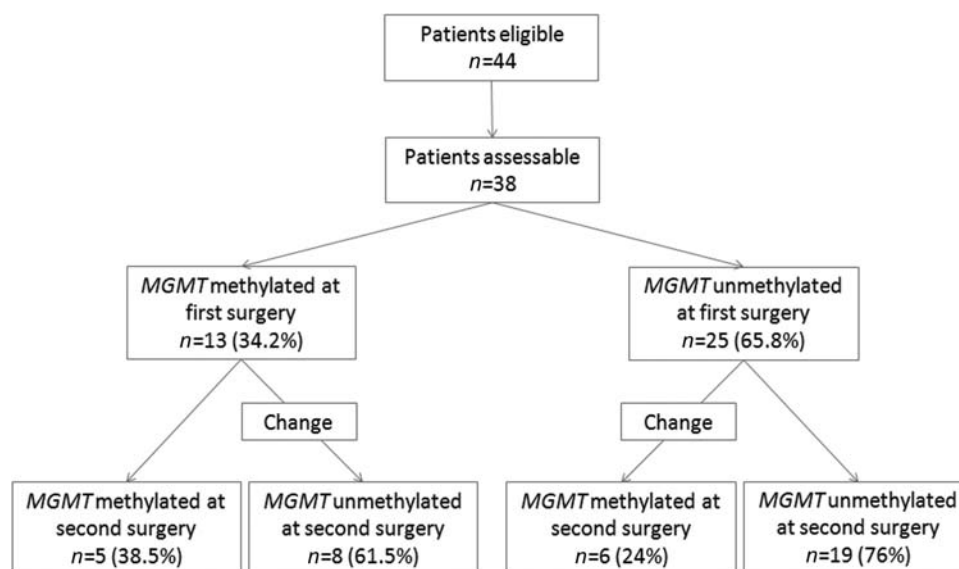 Patients eligible
n=44
Patients assessable
n=38
MGMT methylated at
first surgery
n=13 (34.2%)
MGMT unmethylated
at first surgery
n=25 (65.8%)
Change
Change
MGMT methylated at
second surgery
n=5 (38.5%)
MGMT unmethylated
at second surgery
n=8 (61.5%)
MGMT methylated at
second surgery
n=6 (24%)
MGMT unmethylated
at second surgery
n=19 (76%)